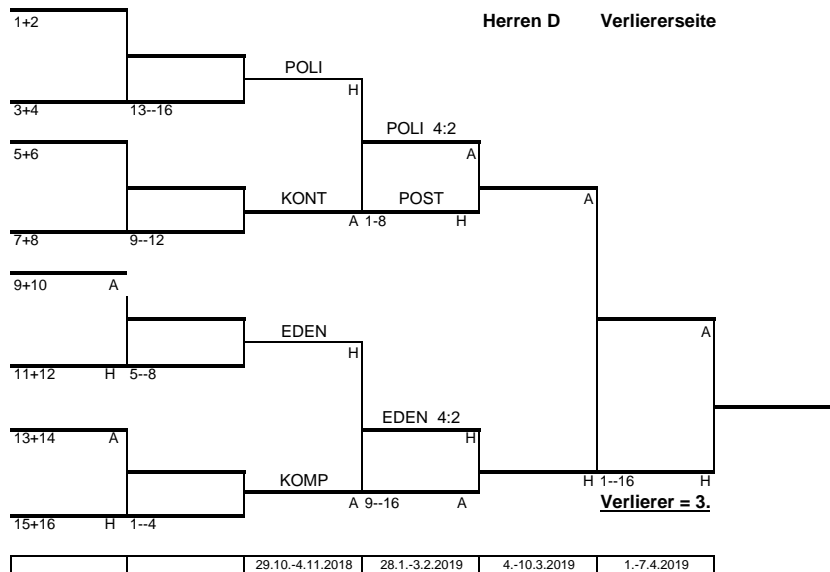 1+2
Herren D Verliererseite
POLI
H
3+4 13--16
POLI 4:2
5+6
A
KONT POST
A
A 1-8 H
7+8 9--12
9+10 A
EDEN
A
H
11+12 H 5--8
EDEN 4:2
13+14 A
H
KOMP
H 1--16 H
A 9--16 A
Verlierer = 3.
15+16 H 1--4
29.10.-4.11.2018 28.1.-3.2.2019 4.-10.3.2019 1.-7.4.2019